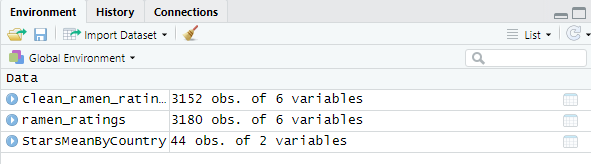 Environment History Connections
Import Dataset List
Global Environment
Data
clean_ramen_ratin… 3152 obs. of 6 variables
ramen_ratings 3180 obs. of 6 variables
StarsMeanByCountry 44 obs. of 2 variables